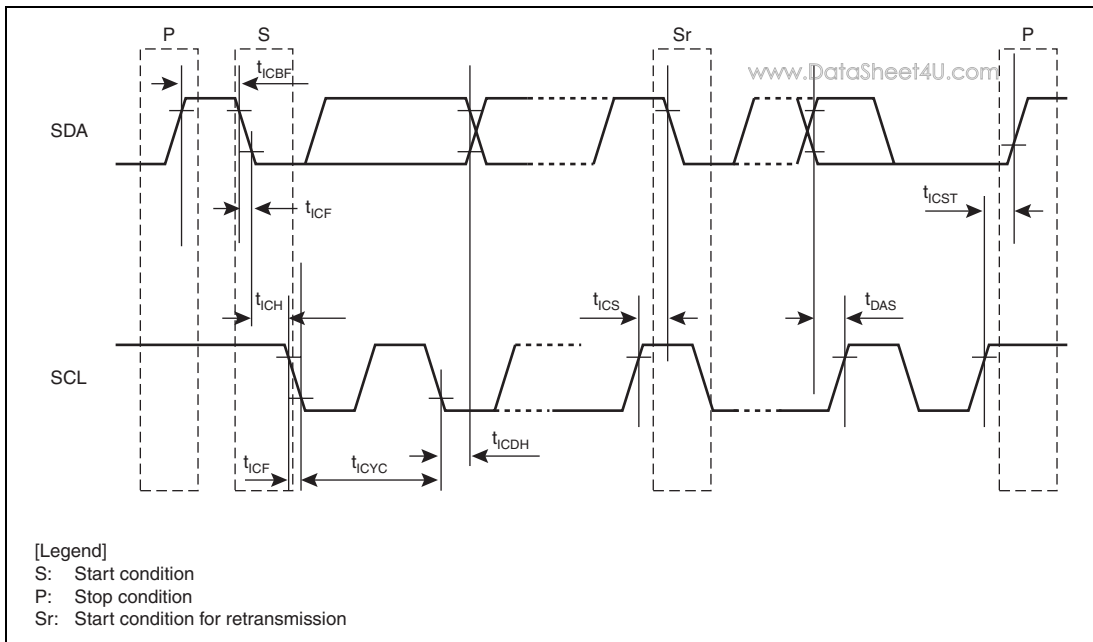 P
S
Sr
P
www.DataSheet4U.com
tICBF
SDA
tICF
tICST
tICH
tICS
tDAS
SCL
tICF
tICYC
tICDH
[Legend]
S: Start condition
P: Stop condition
Sr: Start condition for retransmission